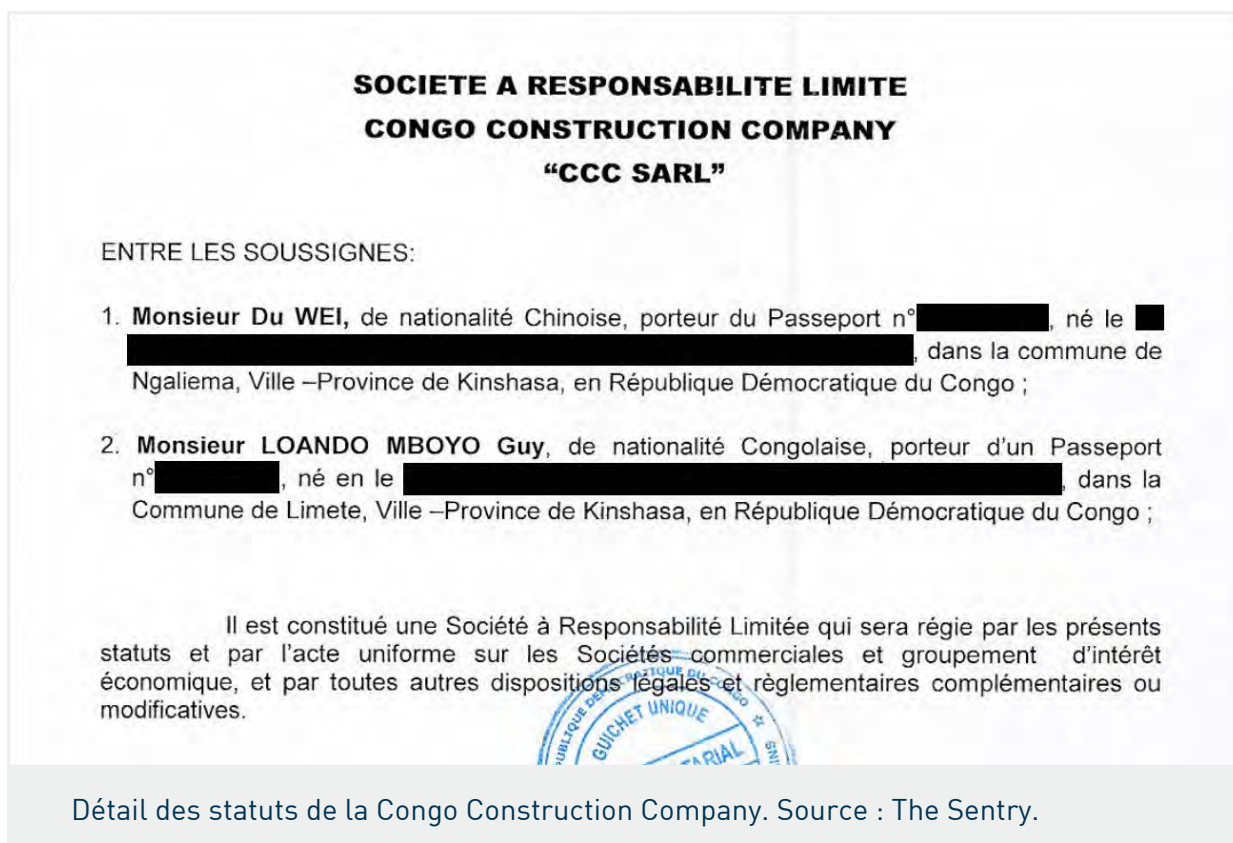 SOCIETE A RESPONSABILITE LIMITE
CONGO CONSTRUCTION COMPANY
“CCC SARL”
ENTRE LES SOUSSIGNES:
1. Monsieur Du WEI, de nationalité Chinoise, porteur du Passeport n° , né le
, dans la commune de
Ngaliema, Ville –Province de Kinshasa, en République Démocratique du Congo ;
2. Monsieur LOANDO MBOYO Guy, de nationalité Congolaise, porteur d’un Passeport
n° , né en le , dans la
Commune de Limete, Ville –Province de Kinshasa, en République Démocratique du Congo ;
Il est constitué une Société à Responsabilité Limitée qui sera régie par les présents
statuts et par l’acte uniforme sur les Sociétés commerciales et groupement d’intérêt
économique, et par toutes autres dispositions légales et règlementaires complémentaires ou
modificatives.
GUICHET UNIQUE
Détail des statuts de la Congo Construction Company. Source : The Sentry.